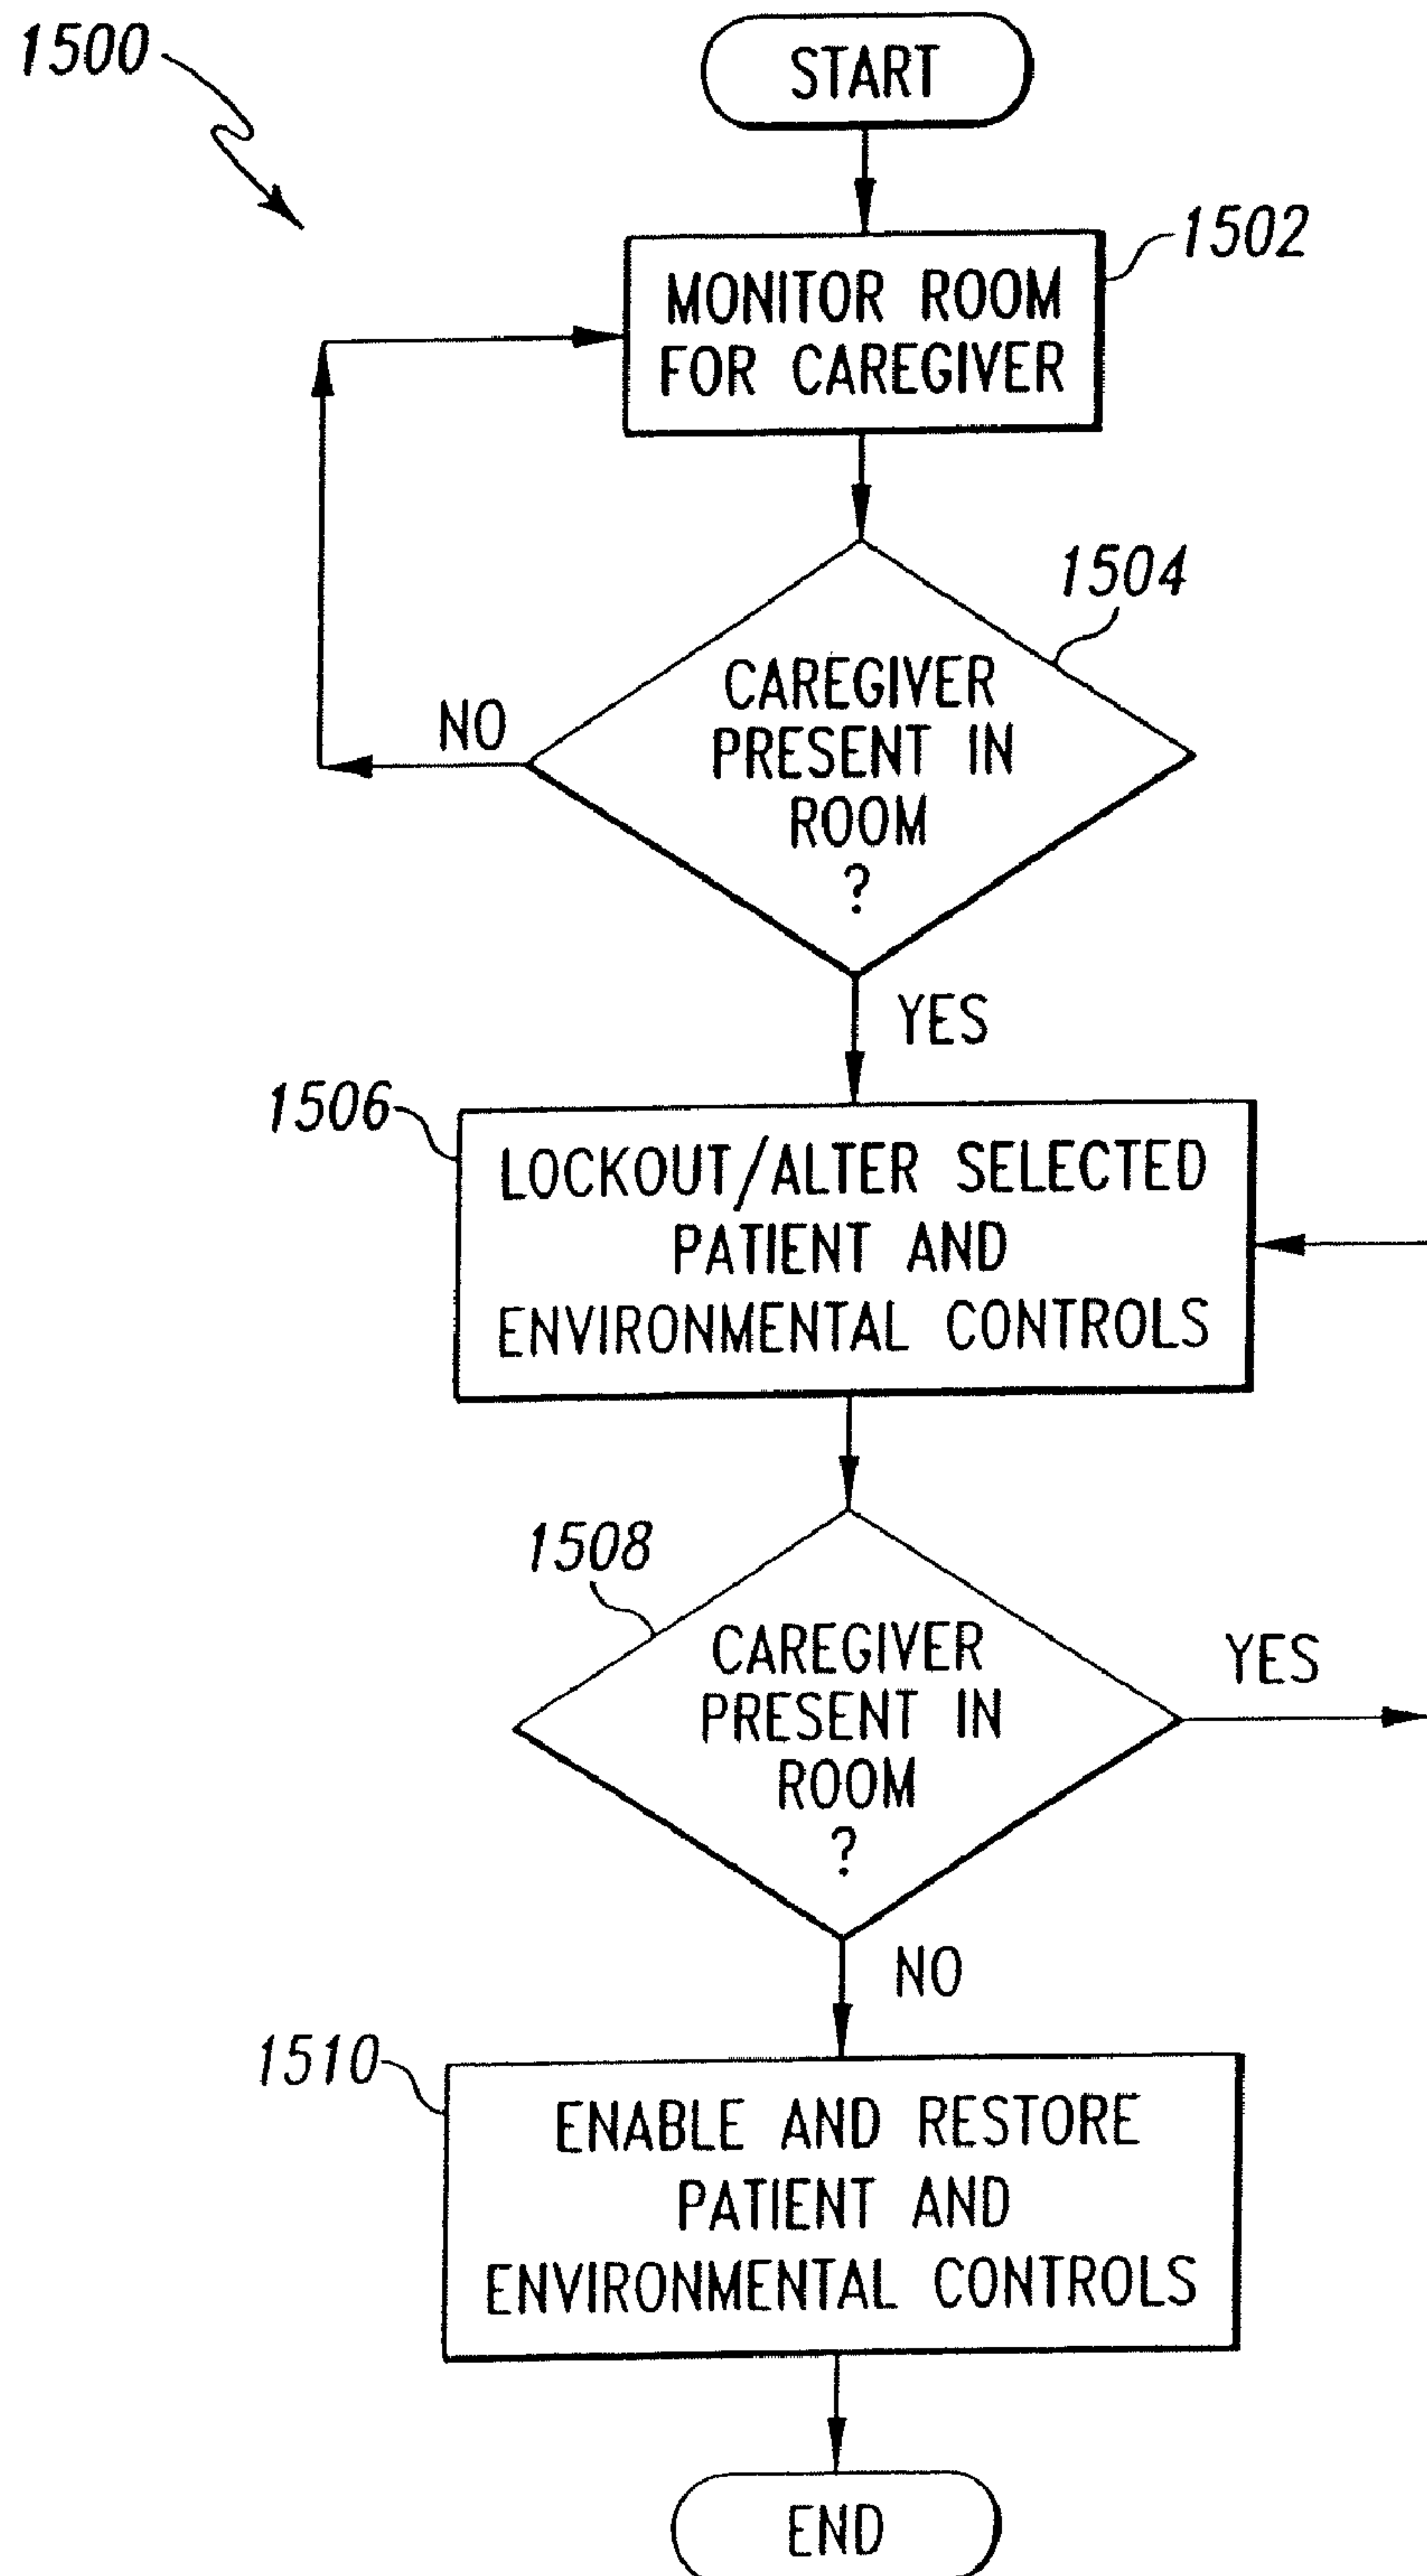 1500
START
1502
MONITOR ROOM
FOR CAREGIVER
1504
CAREGIVER
PRESENT IN
ROOM
?
NO
YES
1506
LOCKOUT/ALTER SELECTED
PATIENT AND
ENVIRONMENTAL CONTROLS
1508
CAREGIVER
PRESENT IN
ROOM
?
YES
NO
1510
ENABLE AND RESTORE
PATIENT AND
ENVIRONMENTAL CONTROLS
END